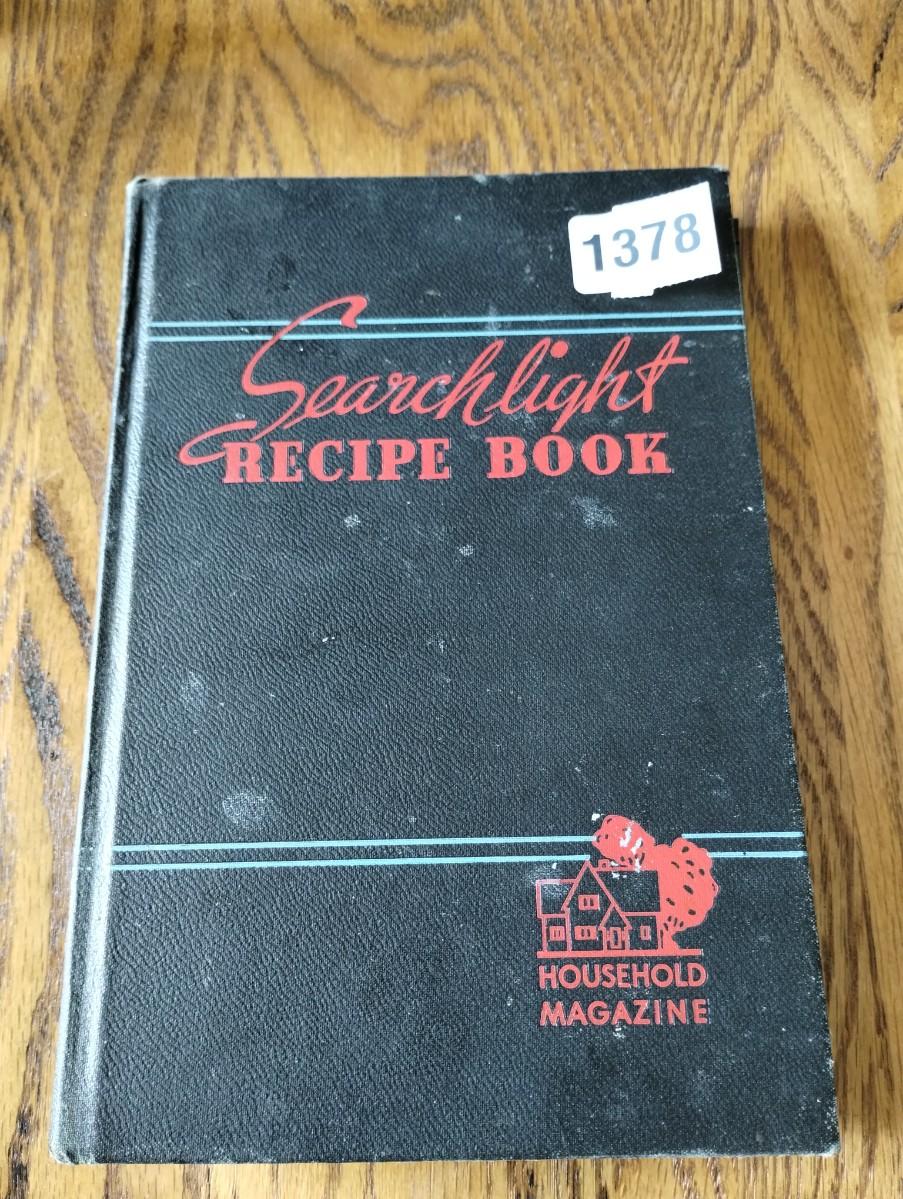 1378
Searchlight
RECIPE BOOK
HOUSEHOLD
MAGAZINE